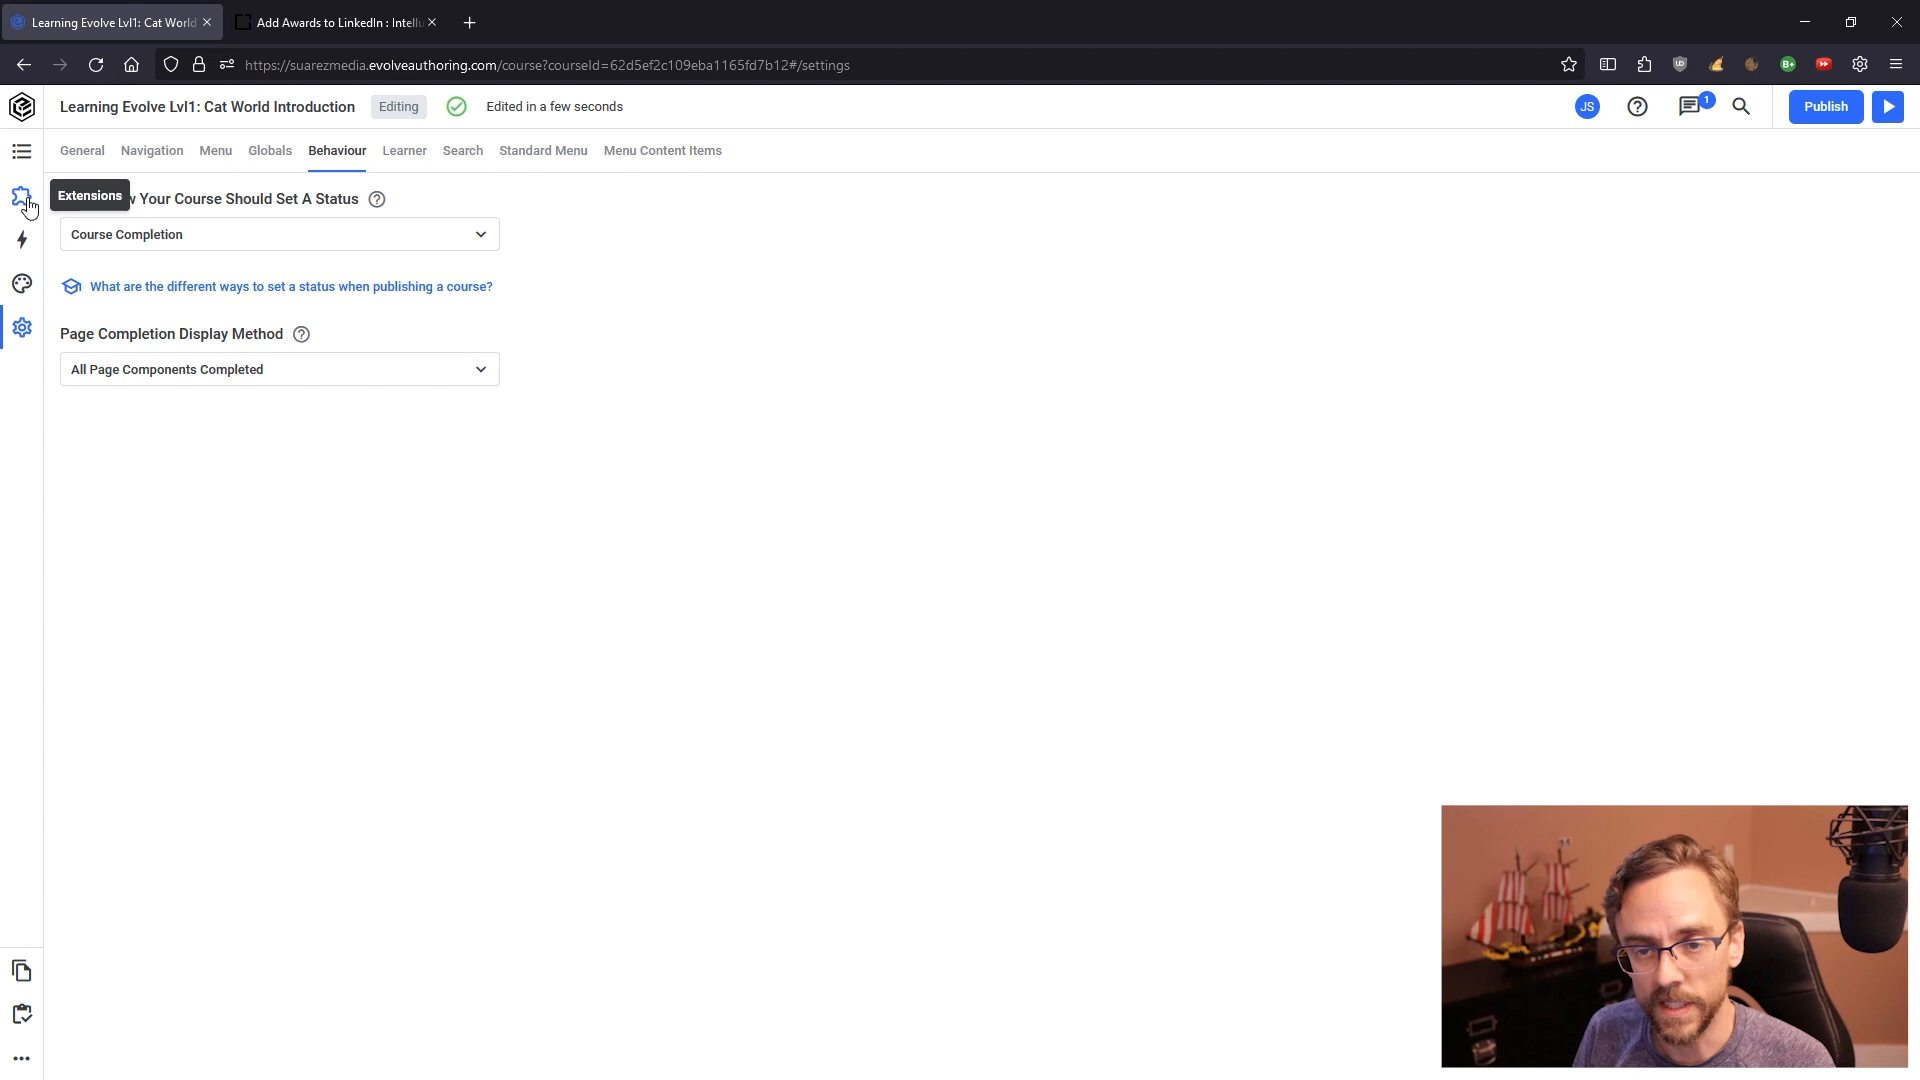 Learning Evolve Lvl1: Cat World
Add Awards to LinkedIn : Intellu
https://suarezmedia.evolveauthoring.com/course?courseId=62d5ef2c109eba1165fd7b12#/settings
Learning Evolve Lvl1: Cat World Introduction Editing Edited in a few seconds JS 1 Publish
General Navigation Menu Globals Behaviour Learner Search Standard Menu Menu Content Items
Extensions
w Your Course Should Set A Status
Course Completion
What are the different ways to set a status when publishing a course?
Page Completion Display Method
All Page Components Completed